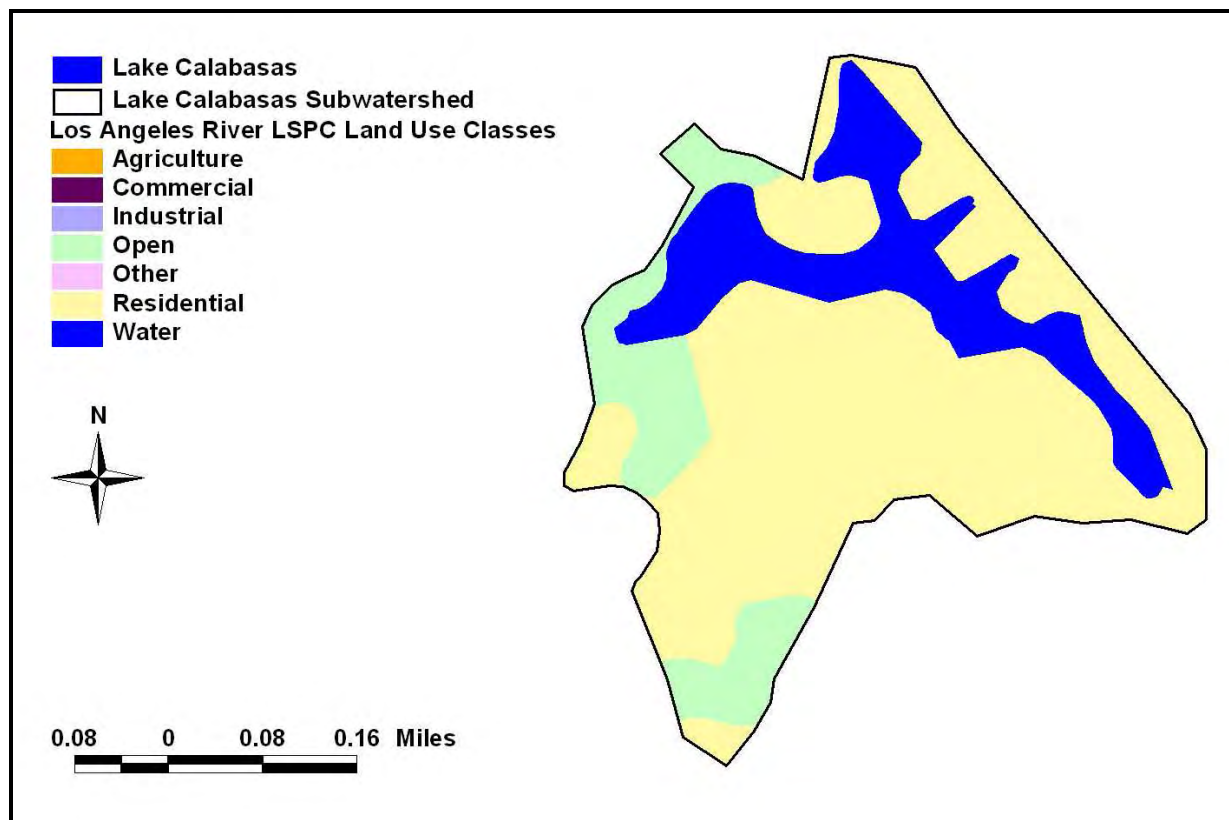 Lake Calabasas
Lake Calabasas Subwatershed
Los Angeles River LSPC Land Use Classes
Agriculture
Commercial
Industrial
Open
Other
Residential
Water
N
0.08 0 0.08 0.16 Miles